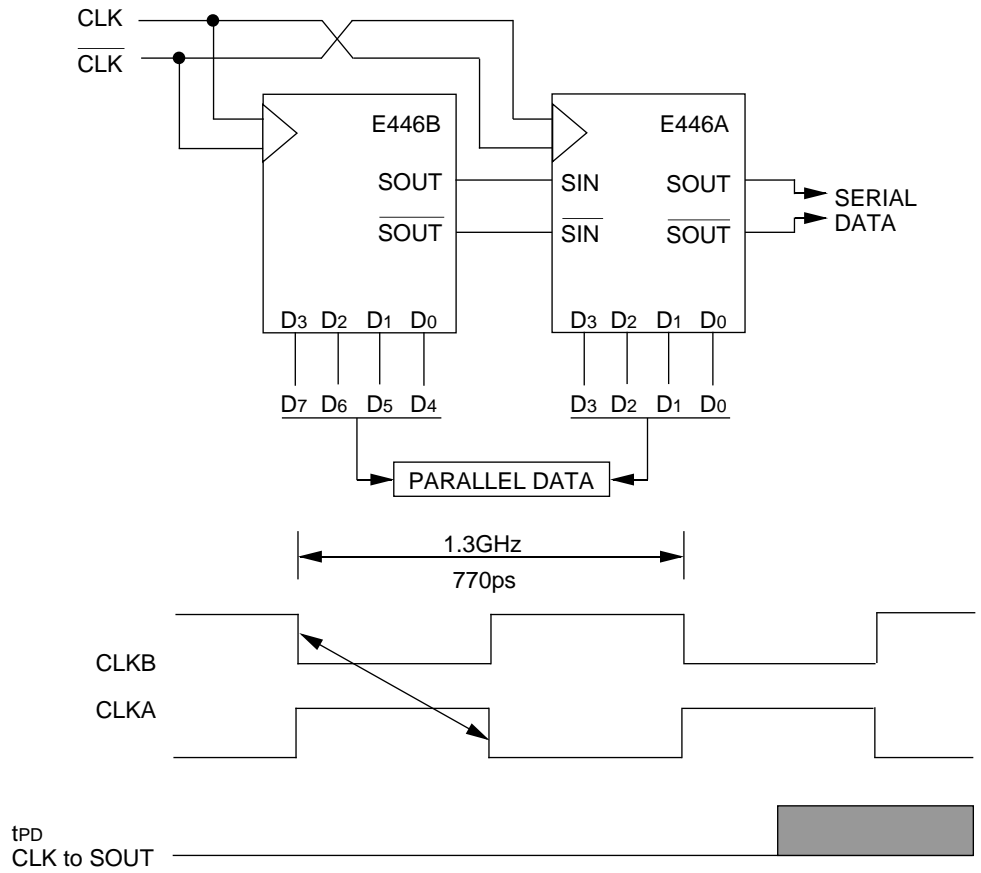 CLK
CLK
E446B
E446A
SOUT
SIN
SOUT
SOUT
SIN
SOUT
SERIAL
DATA
D3 D2 D1 D0
D3 D2 D1 D0
D7 D6 D5 D4
D3 D2 D1 D0
PARALLEL DATA
1.3GHz
770ps
CLKB
CLKA
tPD
CLK to SOUT